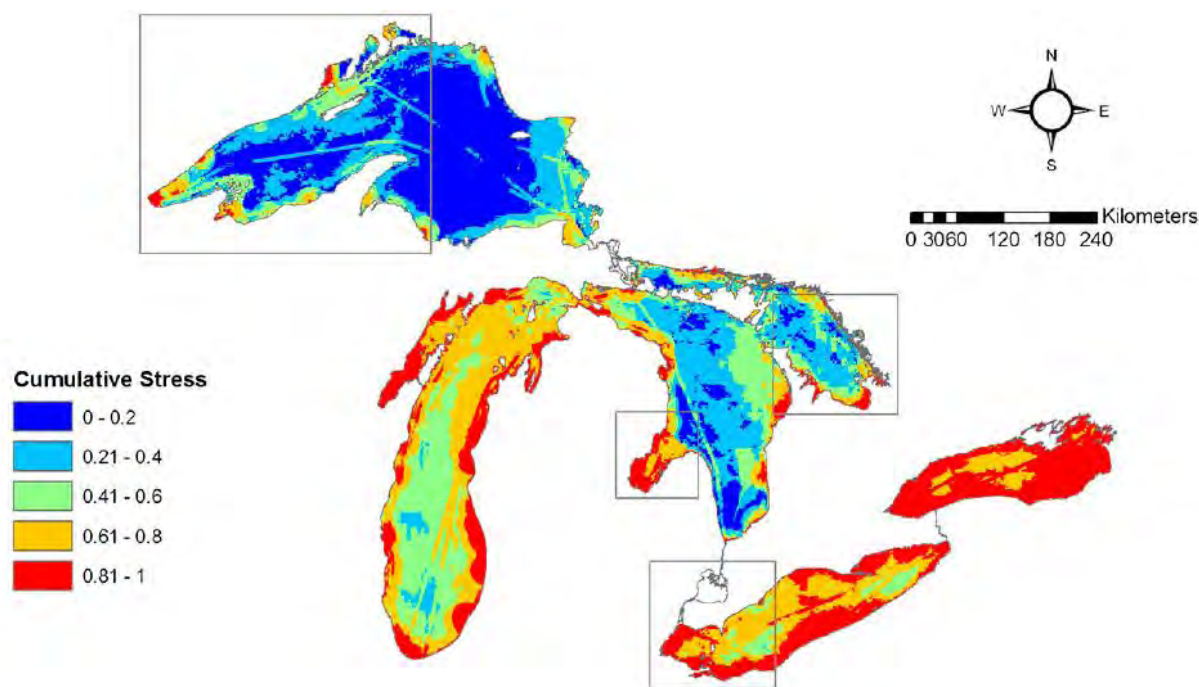 N
W E
S
Kilometers
0 3060 120 180 240
Cumulative Stress
0 - 0.2
0.21 - 0.4
0.41 - 0.6
0.61 - 0.8
0.81 - 1